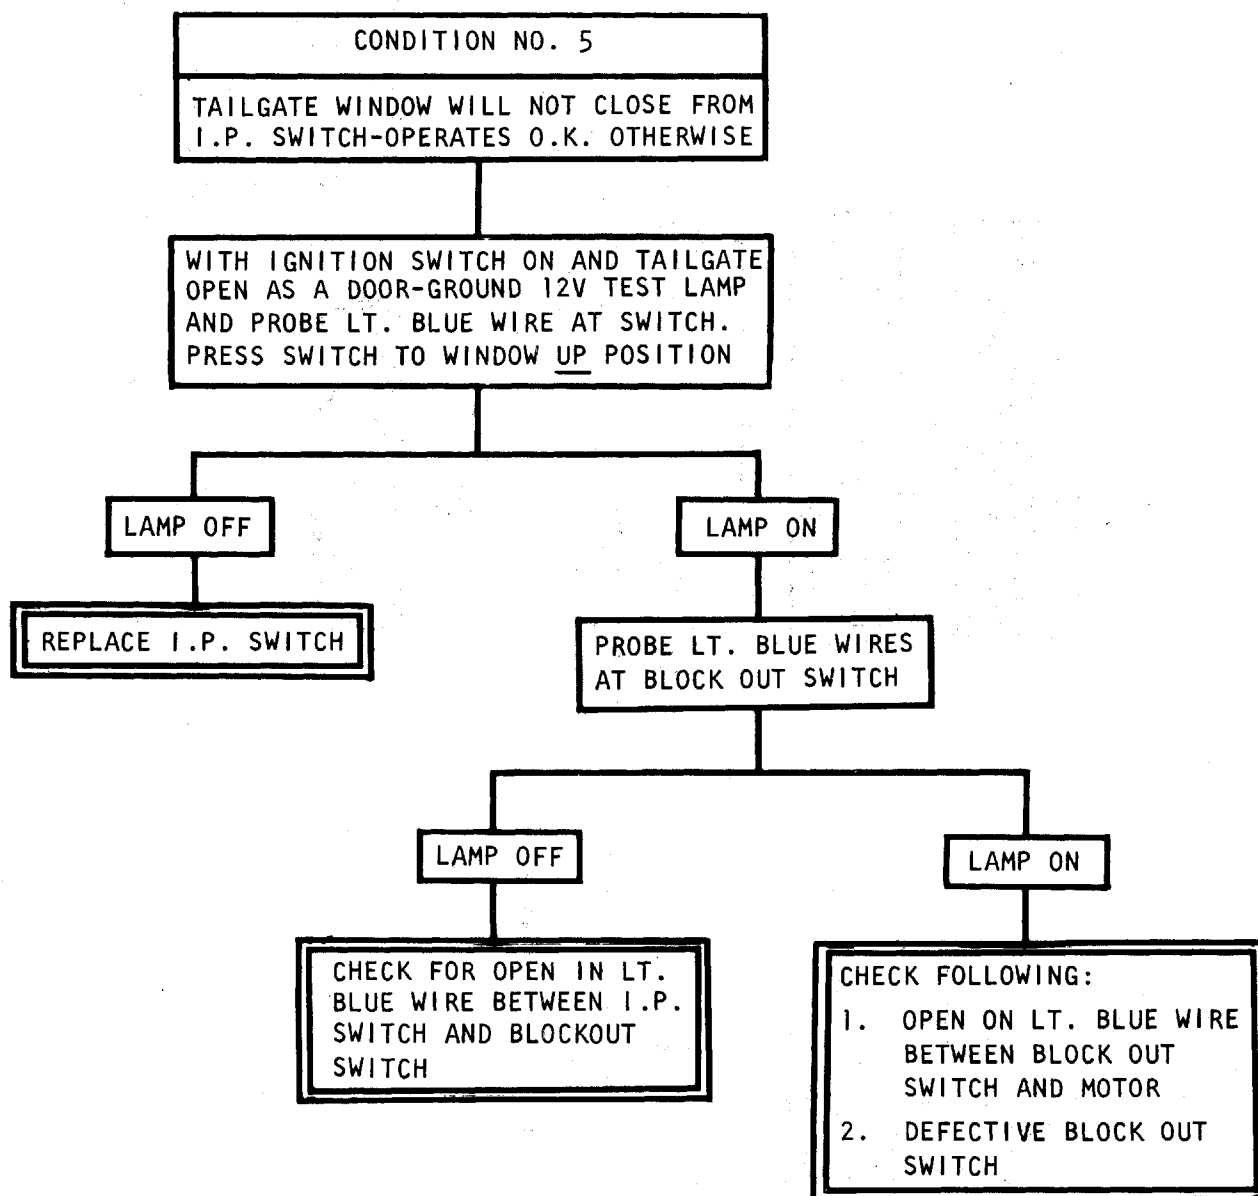 CONDITION NO. 5
TAILGATE WINDOW WILL NOT CLOSE FROM
I.P. SWITCH-OPERATES O.K. OTHERWISE
WITH IGNITION SWITCH ON AND TAILGATE
OPEN AS A DOOR-GROUND 12V TEST LAMP
AND PROBE LT. BLUE WIRE AT SWITCH.
PRESS SWITCH TO WINDOW UP POSITION
LAMP OFF
LAMP ON
REPLACE I.P. SWITCH
PROBE LT. BLUE WIRES
AT BLOCK OUT SWITCH
LAMP OFF
LAMP ON
CHECK FOR OPEN IN LT.
BLUE WIRE BETWEEN I.P.
SWITCH AND BLOCKOUT
SWITCH
CHECK FOLLOWING:
1. OPEN ON LT. BLUE WIRE
BETWEEN BLOCK OUT
SWITCH AND MOTOR
2. DEFECTIVE BLOCK OUT
SWITCH